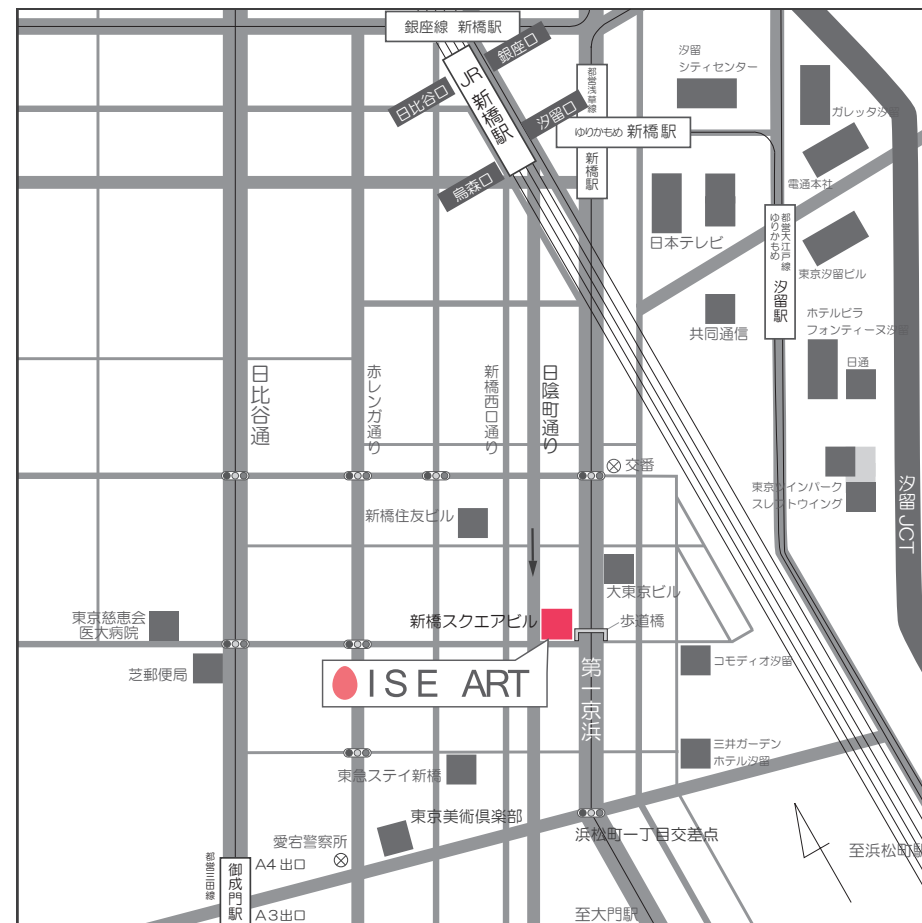 銀座線 新橋駅
銀座口
JR 新橋駅
日比谷口
汐留口
烏森口
都営浅草線
新橋駅
ゆりかもめ 新橋駅
汐留
シティセンター
ガレッタ汐留
電通本社
日本テレビ
都営大江戸線
ゆりかもめ
汐留駅
東京汐留ビル
共同通信
ホテルビラ
フォンティーヌ汐留
日通
日比谷通
赤レンガ通り
新橋西口通り
日陰町通り
交番
東京ツインパーク
スレフトウイング
汐留JCT
新橋住友ビル
大東京ビル
東京慈恵会
医大病院
新橋スクエアビル
歩道橋
芝郵便局
ISE ART
第一京浜
コモディオ汐留
三井ガーデン
ホテル汐留
東急ステイ新橋
東京美術倶楽部
浜松町一丁目交差点
愛宕警察所
至浜松町駅
都営三田線
御成門駅
A4出口
A3出口
至大門駅